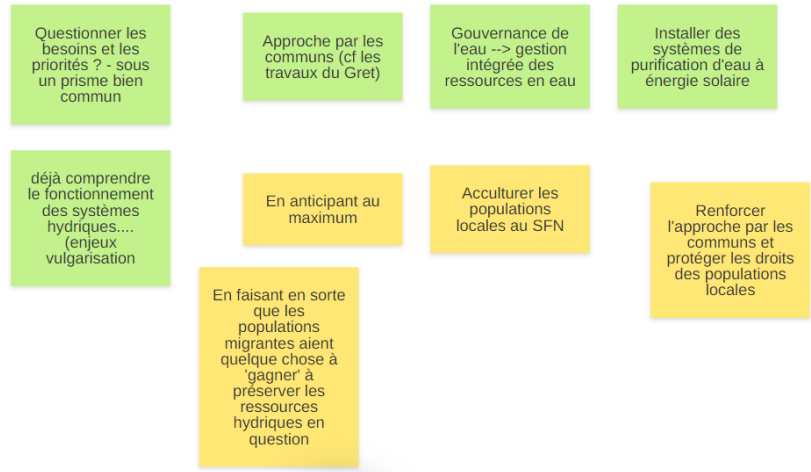 Questionner les
besoins et les
priorités ? - sous
un prisme bien
commun
Approche par les
communs (cf les
travaux du Gret)
Gouvernance de
l'eau --> gestion
intégrée des
ressources en eau
Installer des
systèmes de
purification d'eau à
énergie solaire
déjà comprendre
le fonctionnement
des systèmes
hydriques....
(enjeux
vulgarisation
En anticipant au
maximum
Acculturer les
populations
locales au SFN
Renforcer
l'approche par les
communs et
protéger les droits
des populations
locales
En faisant en sorte
que les
populations
migrantes aient
quelque chose à
'gagner' à
préserver les
ressources
hydriques en
question